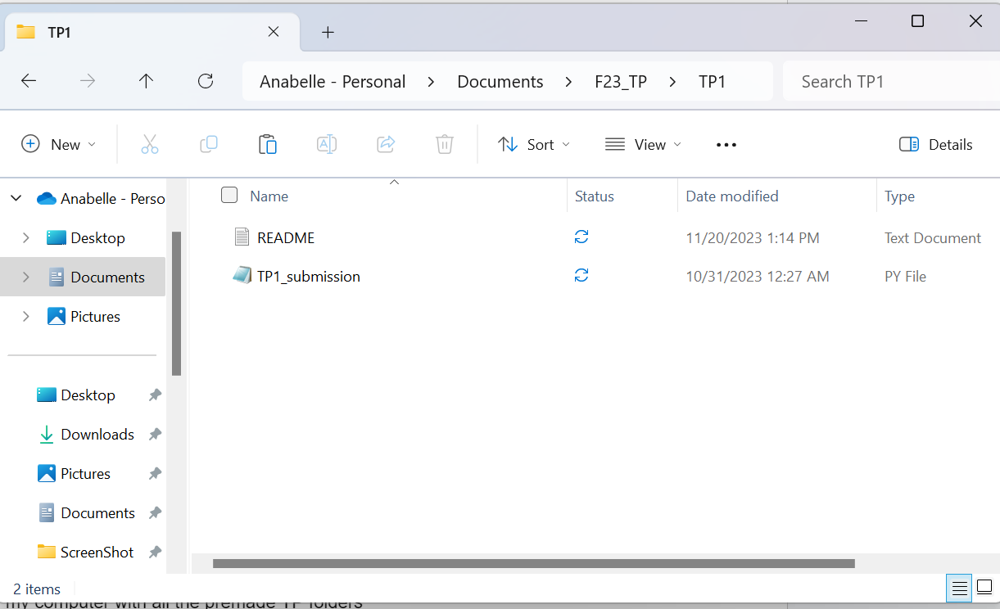 TP1
Anabelle - Personal > Documents > F23_TP > TP1 Search TP1
New Sort View ... Details
Anabelle - Perso
Desktop
Documents
Pictures
Desktop
Downloads
Pictures
Documents
ScreenShot
Name Status Date modified Type
README 11/20/2023 1:14 PM Text Document
TP1_submission 10/31/2023 12:27 AM PY File
2 items
my computer with all the premade TP folders